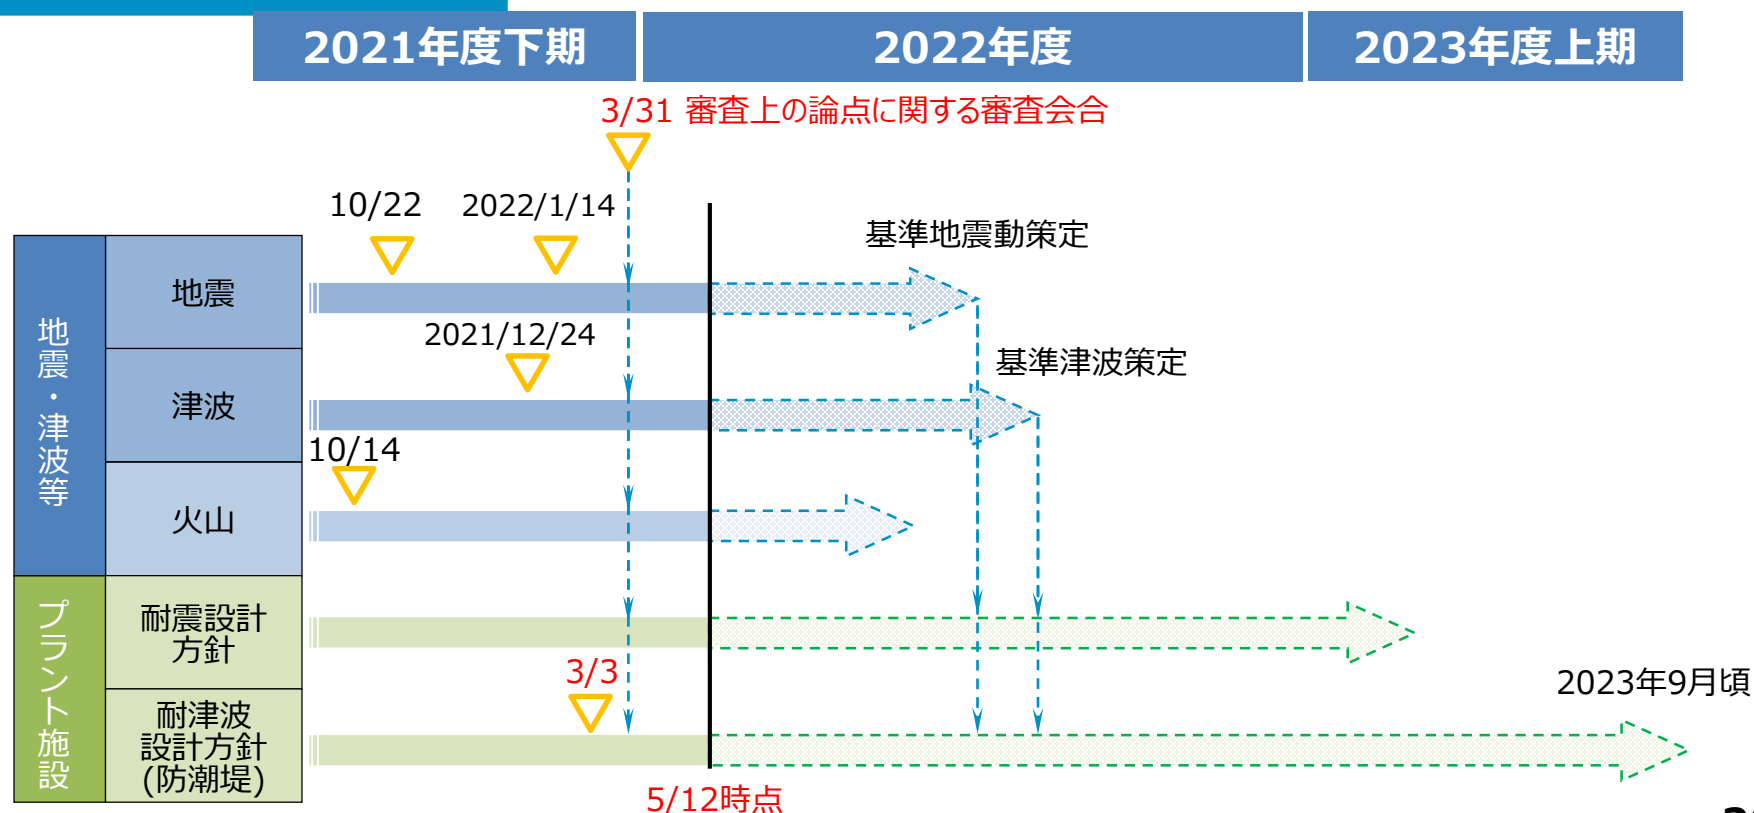 2021年度下期
2022年度
2023年度上期
3/31 審査上の論点に関する審査会合
10/22
2022/1/14
基準地震動策定
地震・津波等
地震
2021/12/24
基準津波策定
津波
10/14
火山
プラント施設
耐震設計
方針
3/3
2023年9月頃
耐津波
設計方針
(防潮堤)
5/12時点